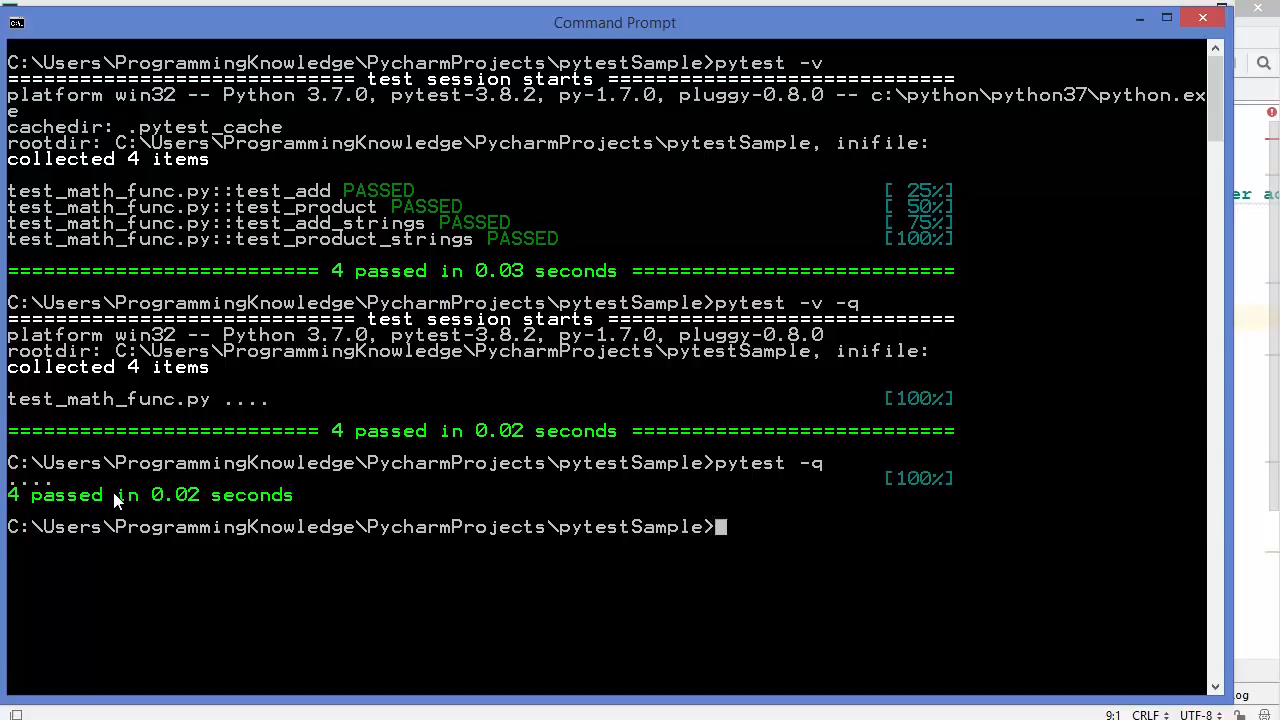 Command Prompt
C:\Users\ProgrammingKnowledge\PycharmProjects\pytestSample>pytest -v
============================= test session starts =============================
platform win32 -- Python 3.7.0, pytest-3.8.2, py-1.7.0, pluggy-0.8.0 -- c:\python\python37\python.ex
e
cachedir: .pytest_cache
rootdir: C:\Users\ProgrammingKnowledge\PycharmProjects\pytestSample, inifile:
collected 4 items
test_math_func.py::test_add PASSED [ 25%]
test_math_func.py::test_product PASSED [ 50%]
test_math_func.py::test_add_strings PASSED [ 75%]
test_math_func.py::test_product_strings PASSED [100%]
========================== 4 passed in 0.03 seconds ===========================
C:\Users\ProgrammingKnowledge\PycharmProjects\pytestSample>pytest -v -q
============================= test session starts =============================
platform win32 -- Python 3.7.0, pytest-3.8.2, py-1.7.0, pluggy-0.8.0
rootdir: C:\Users\ProgrammingKnowledge\PycharmProjects\pytestSample, inifile:
collected 4 items
test_math_func.py .... [100%]
========================== 4 passed in 0.02 seconds ===========================
C:\Users\ProgrammingKnowledge\PycharmProjects\pytestSample>pytest -q
.... [100%]
4 passed in 0.02 seconds
C:\Users\ProgrammingKnowledge\PycharmProjects\pytestSample>
9:1 CRLF UTF-8